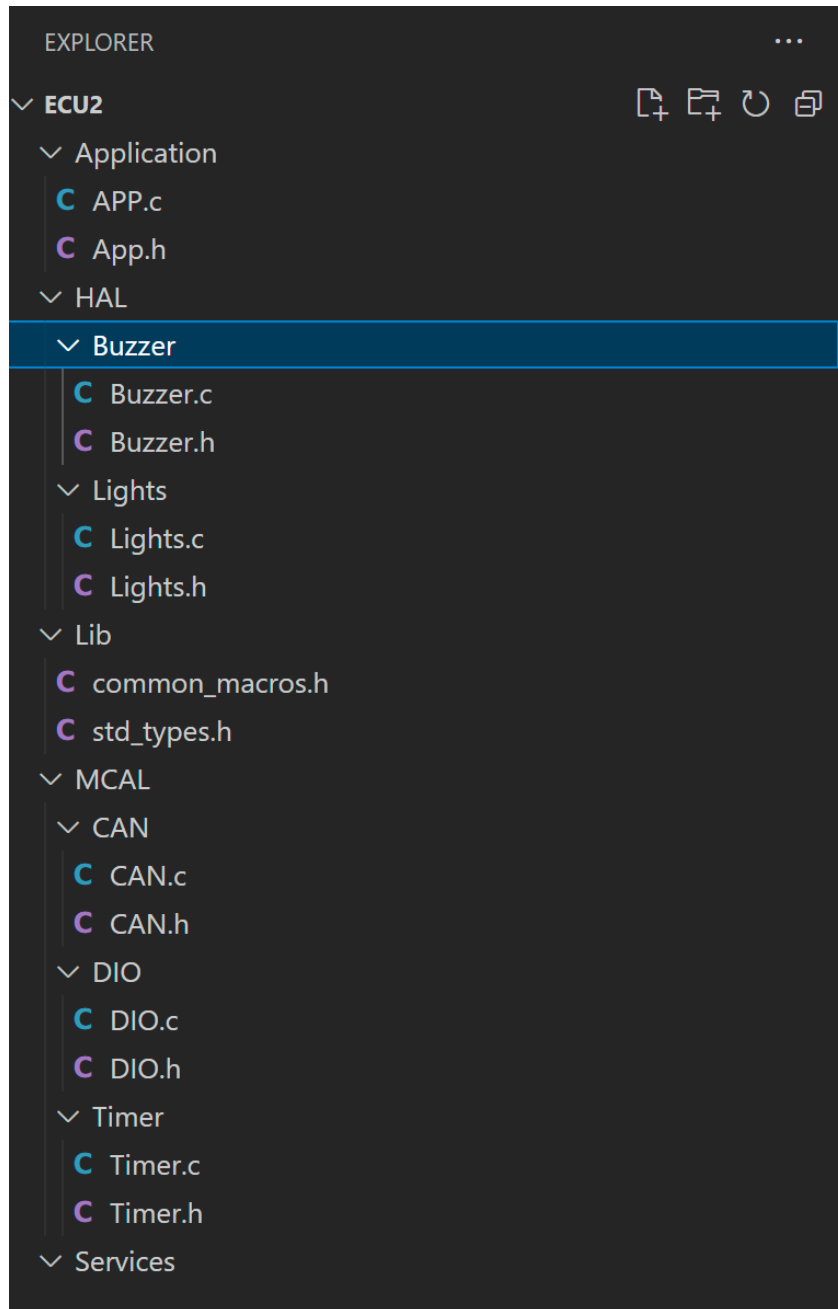 EXPLORER
ECU2
Application
C APP.c
C App.h
HAL
Buzzer
C Buzzer.c
C Buzzer.h
Lights
C Lights.c
C Lights.h
Lib
C common_macros.h
C std_types.h
MCAL
CAN
C CAN.c
C CAN.h
DIO
C DIO.c
C DIO.h
Timer
C Timer.c
C Timer.h
Services